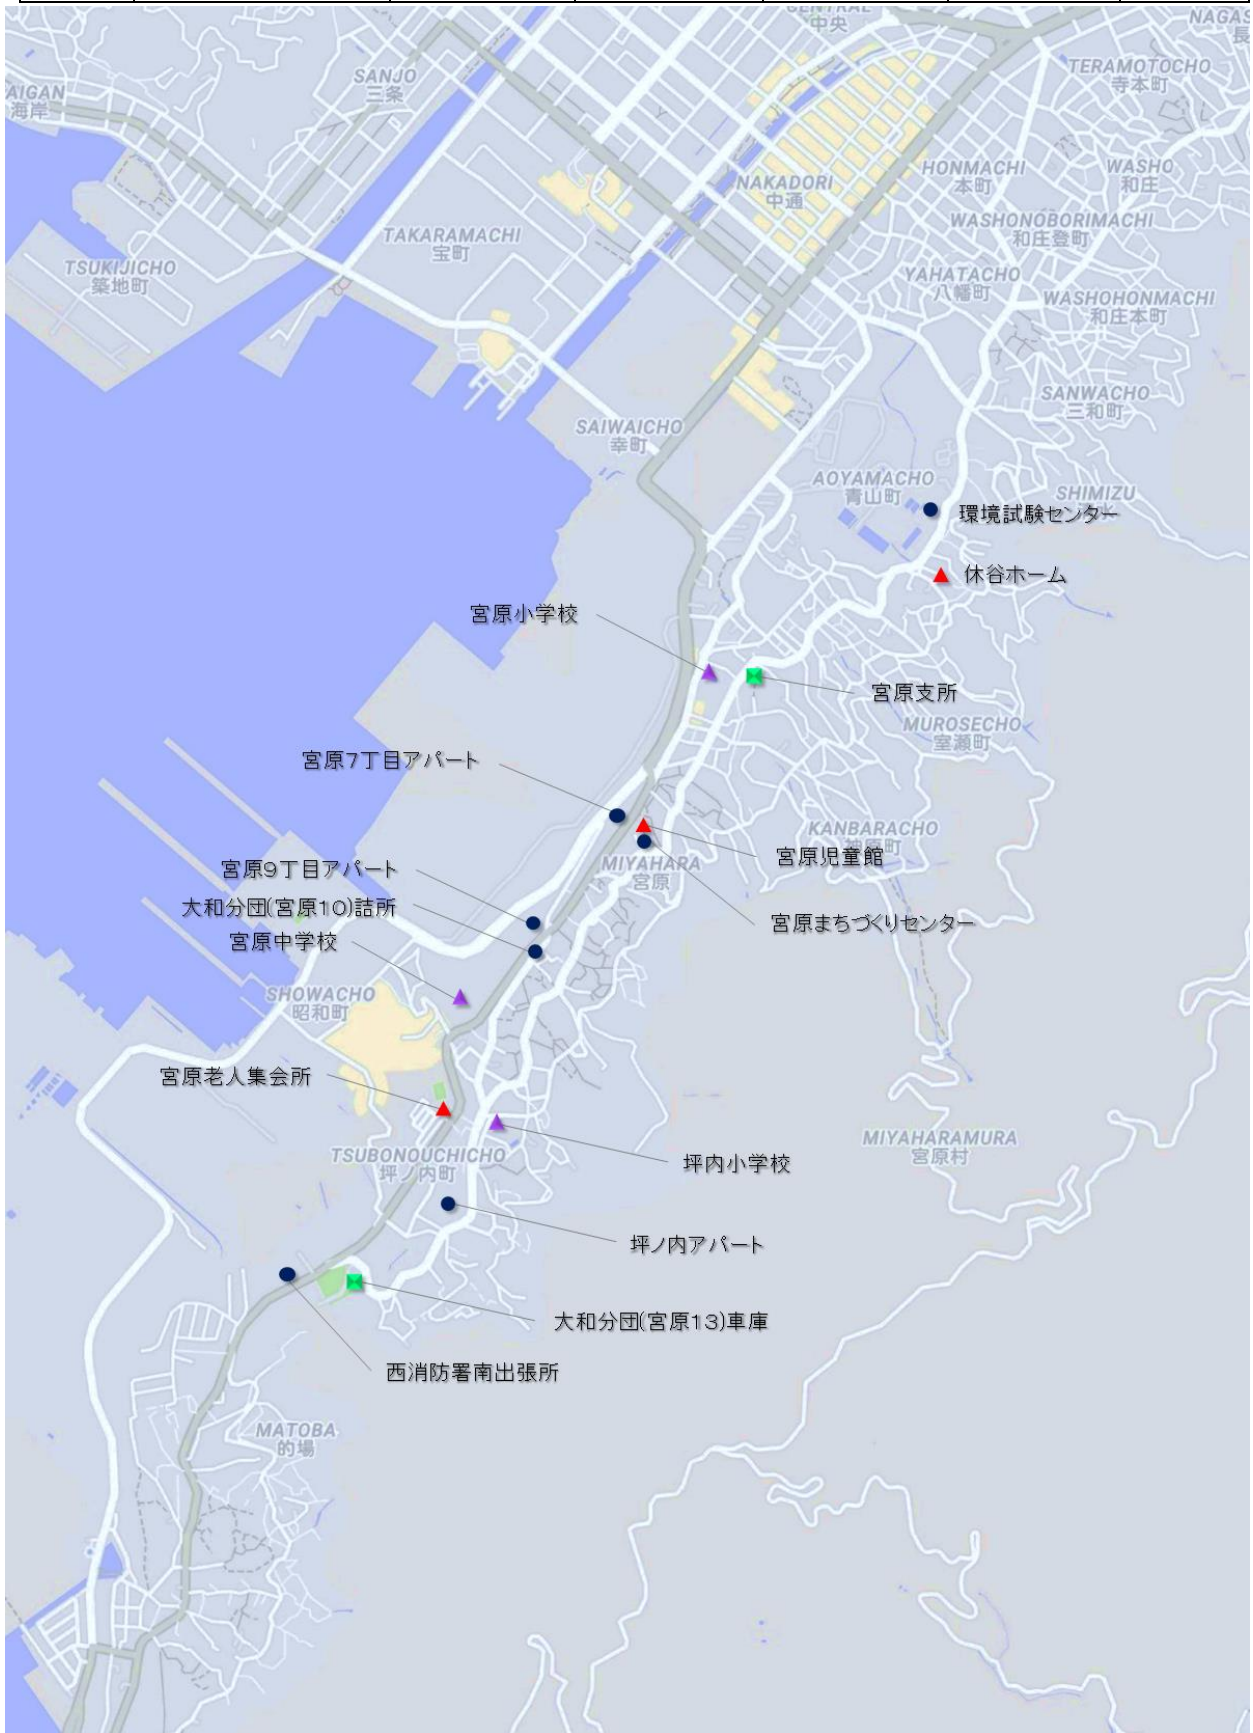 CENTRAL
中央
SANJO
三条
TERAMOTOCHO
寺本町
海岸
HONMACHI
本町
WASHO
和庄
NAKADORI
中通
WASHONOBORIMACHI
和庄登町
TAKARAMACHI
宝町
TSUKIJICHO
築地町
YAHATACHO
八幡町
WASHOHONMACHI
和庄本町
SANWACHO
三和町
SAIWAICHO
幸町
AOYAMACHO
青山町
SHIMIZU
環境試験センター
休谷ホーム
宮原小学校
宮原支所
MUROSECHO
室瀬町
宮原7丁目アパート
KANBARACHO
神原町
宮原児童館
MIYAHARA
宮原
宮原9丁目アパート
大和分団(宮原10)詰所
宮原まちづくりセンター
宮原中学校
SHOWACHO
昭和町
宮原老人集会所
MIYAHARAMURA
宮原村
TSUBONOUCHICHO
坪ノ内町
坪内小学校
坪ノ内アパート
大和分団(宮原13)車庫
西消防署南出張所
MATOBA
的場